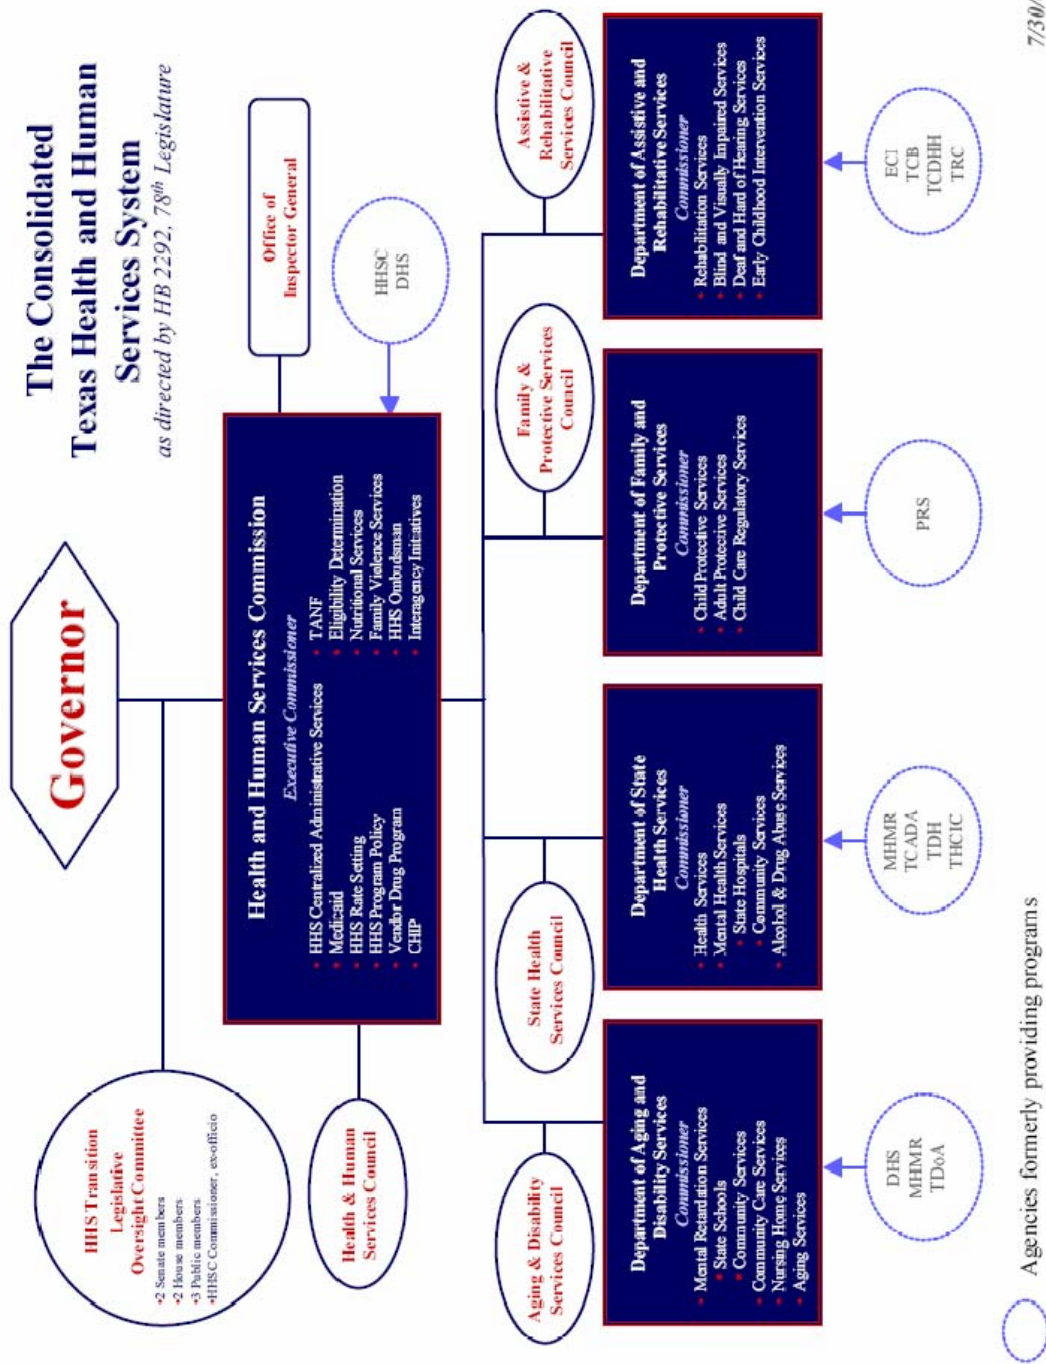 The Consolidated
Texas Health and Human
Services System
as directed by HB 2292, 78th Legislature
Governor
HHS Transition
Legislative
Oversight Committee
•2 Senate members
•2 House members
•3 Public members
•HHSC Commissioner, ex-officio
Health & Human
Services Council
Health and Human Services Commission
Executive Commissioner
• HHS Centralized Administrative Services
• Medicaid
• HHS Rate Setting
• HHS Program Policy
• Vendor Drug Program
• CHIP
• TANF
• Eligibility Determination
• Nutritional Services
• Family Violence Services
• HHS Ombudsman
• Interagency Initiatives
Office of
Inspector General
HHSC
DHS
Aging & Disability
Services Council
State Health
Services Council
Family &
Protective Services
Council
Assistive &
Rehabilitative
Services Council
Department of Aging and
Disability Services
Commissioner
• Mental Retardation Services
• State Schools
• Community Services
• Community Care Services
• Nursing Home Services
• Aging Services
Department of State
Health Services
Commissioner
• Health Services
• Mental Health Services
• State Hospitals
• Community Services
• Alcohol & Drug Abuse Services
Department of Family and
Protective Services
Commissioner
• Child Protective Services
• Adult Protective Services
• Child Care Regulatory Services
Department of Assistive and
Rehabilitative Services
Commissioner
• Rehabilitation Services
• Blind and Visually Impaired Services
• Deaf and Hard of Hearing Services
• Early Childhood Intervention Services
DHS
MHMR
TDoA
MHMR
TCADA
TDH
THCIC
PRS
ECI
TCB
TCDHH
TRC
Agencies formerly providing programs
7/30/